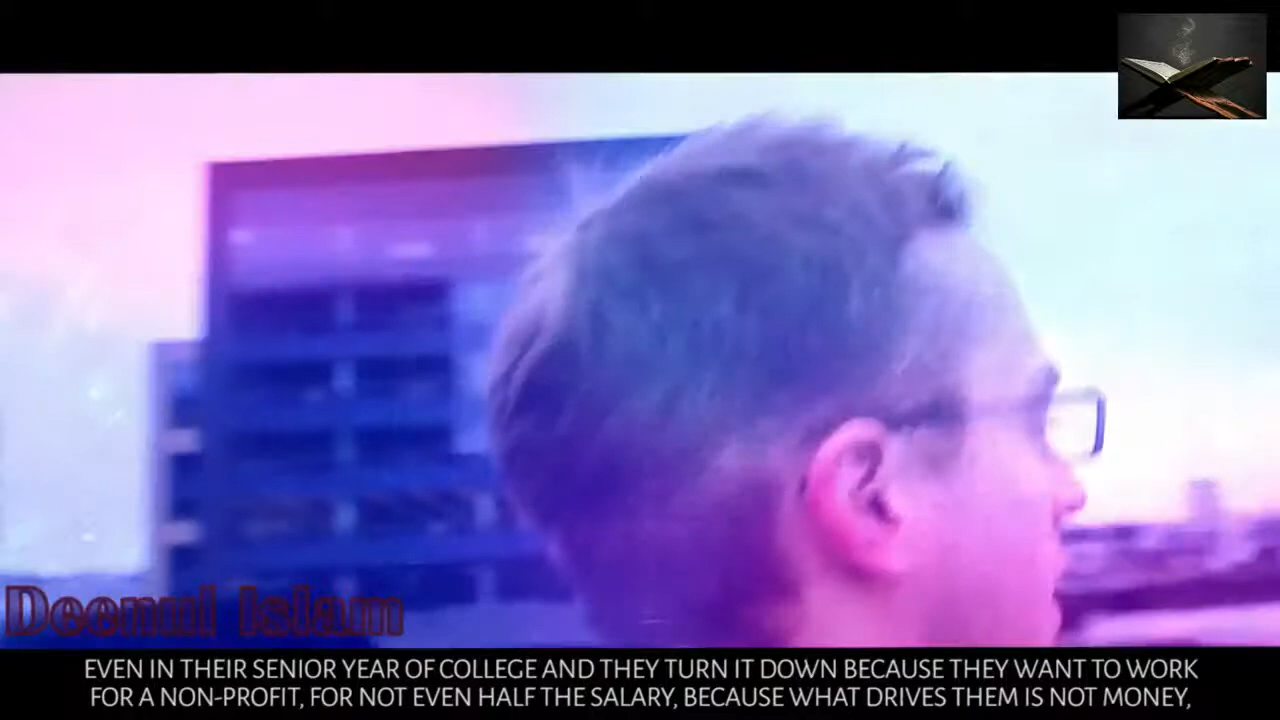 Deenul Islam
EVEN IN THEIR SENIOR YEAR OF COLLEGE AND THEY TURN IT DOWN BECAUSE THEY WANT TO WORK
FOR A NON-PROFIT, FOR NOT EVEN HALF THE SALARY, BECAUSE WHAT DRIVES THEM IS NOT MONEY,